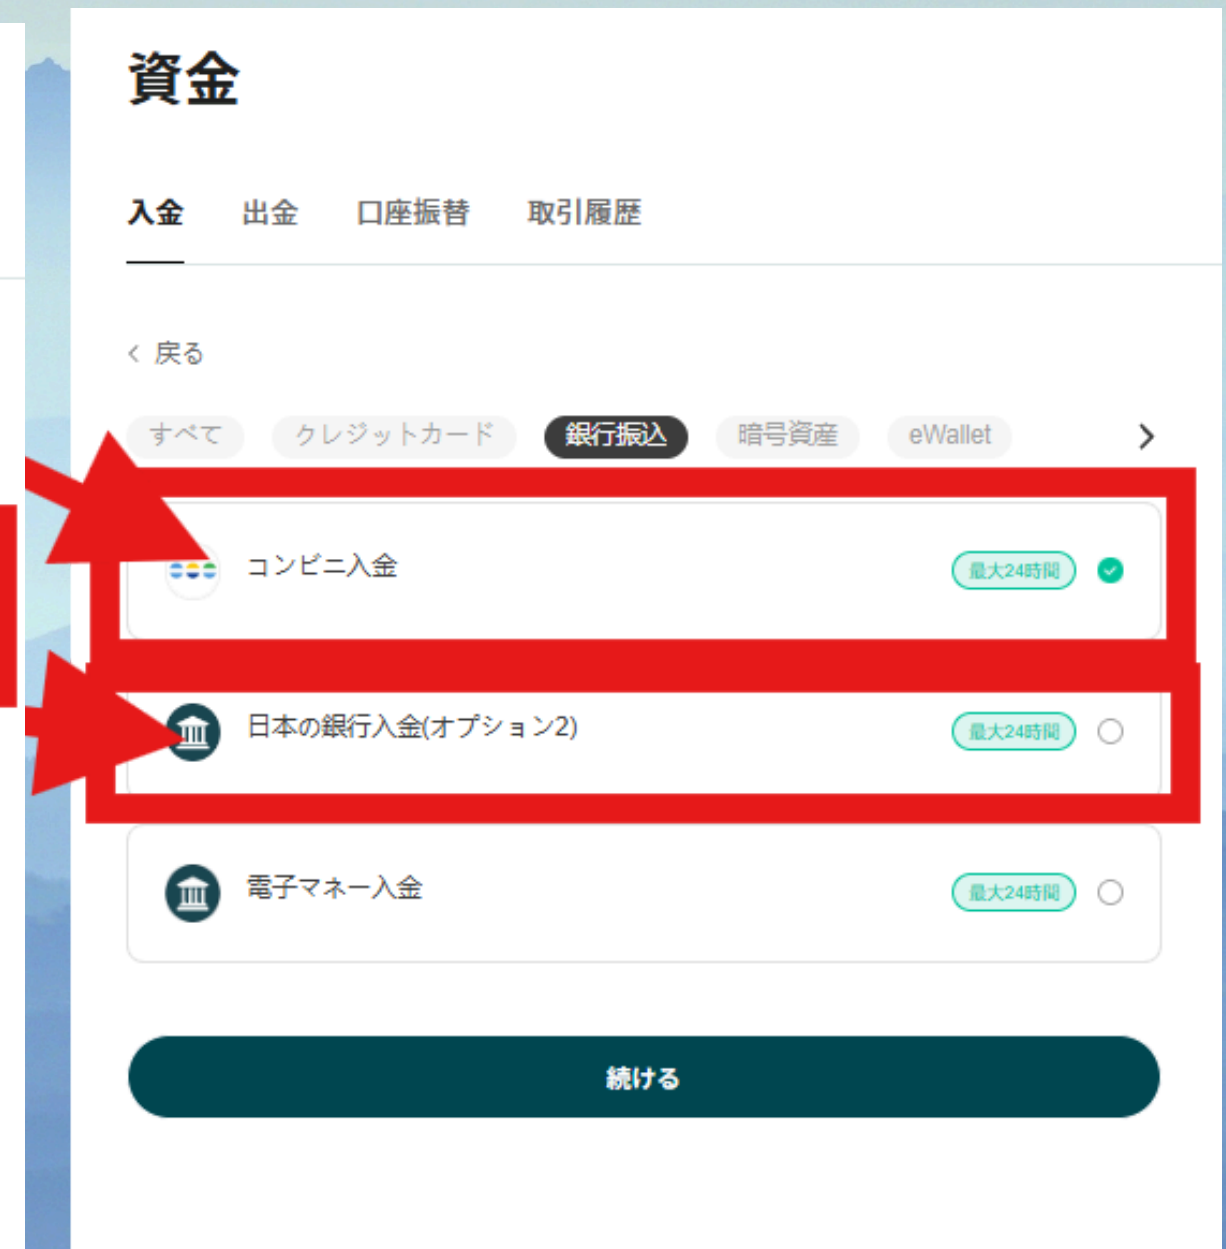 資金
入金 出金 口座振替 取引履歴
戻る
すべて クレジットカード 銀行振込 暗号資産 eWallet
コンビニ入金 最大24時間
日本の銀行入金(オプション2) 最大24時間
電子マネー入金 最大24時間
続ける